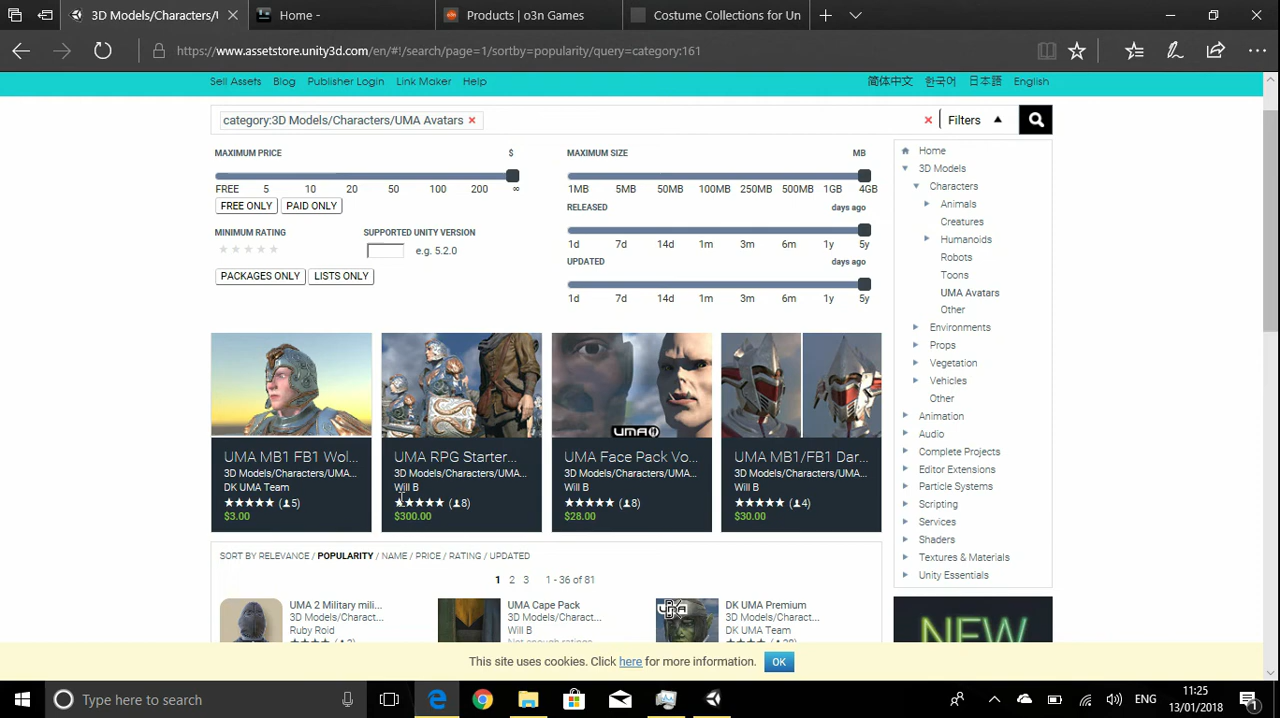 3D Models/Characters/U
Home -
Products | o3n Games
Costume Collections for Un
https://www.assetstore.unity3d.com/en/#!/search/page=1/sortby=popularity/query=category:161
Sell Assets Blog Publisher Login Link Maker Help 简体中文 한국어 日本語 English
category:3D Models/Characters/UMA Avatars × × Filters
MAXIMUM PRICE $
FREE 5 10 20 50 100 200 ∞
FREE ONLY PAID ONLY
MINIMUM RATING SUPPORTED UNITY VERSION
e.g. 5.2.0
PACKAGES ONLY LISTS ONLY
MAXIMUM SIZE MB
1MB 5MB 50MB 100MB 250MB 500MB 1GB 4GB
RELEASED days ago
1d 7d 14d 1m 3m 6m 1y 5y
UPDATED days ago
1d 7d 14d 1m 3m 6m 1y 5y
Home
3D Models
Characters
Animals
Creatures
Humanoids
Robots
Toons
UMA Avatars
Other
Environments
Props
Vegetation
Vehicles
Other
Animation
Audio
Complete Projects
Editor Extensions
Particle Systems
Scripting
Services
Shaders
Textures & Materials
Unity Essentials
NEW
UMA MB1 FB1 Wol...
3D Models/Characters/UMA...
DK UMA Team
★★★★★ (5)
$3.00
UMA RPG Starter...
3D Models/Characters/UMA...
Will B
★★★★★ (8)
$300.00
UMA
UMA Face Pack Vo...
3D Models/Characters/UMA...
Will B
★★★★★ (8)
$28.00
UMA MB1/FB1 Dar...
3D Models/Characters/UMA...
Will B
★★★★★ (4)
$30.00
SORT BY RELEVANCE / POPULARITY / NAME / PRICE / RATING / UPDATED
1 2 3 1 - 36 of 81
UMA 2 Military mili...
3D Models/Charact...
Ruby Roid
UMA Cape Pack
3D Models/Charact...
Will B
UMA
DK UMA Premium
3D Models/Charact...
DK UMA Team
This site uses cookies. Click here for more information. OK
Type here to search
ENG
11:25
13/01/2018
1